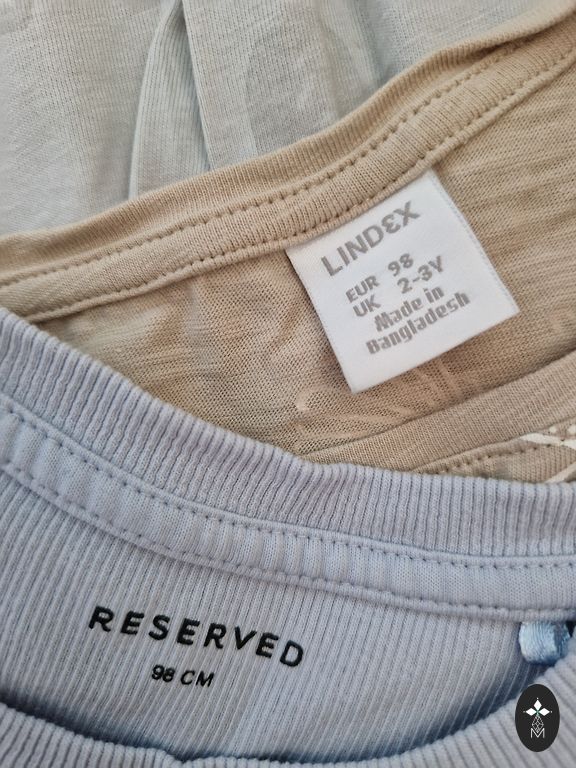 LINDEX
EUR 98
UK 2-3Y
Made in
Bangladesh
RESERVED
98 CM
M